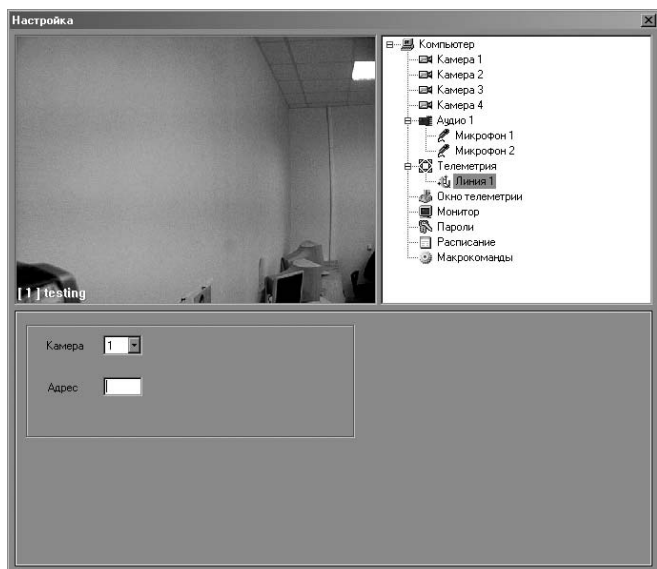 Настройка
Компьютер
Камера 1
Камера 2
Камера 3
Камера 4
Аудио 1
Микрофон 1
Микрофон 2
Телеметрия
Линия 1
Окно телеметрии
Монитор
Пароли
Расписание
Макрокоманды
[ 1 ] testing
Камера 1
Адрес